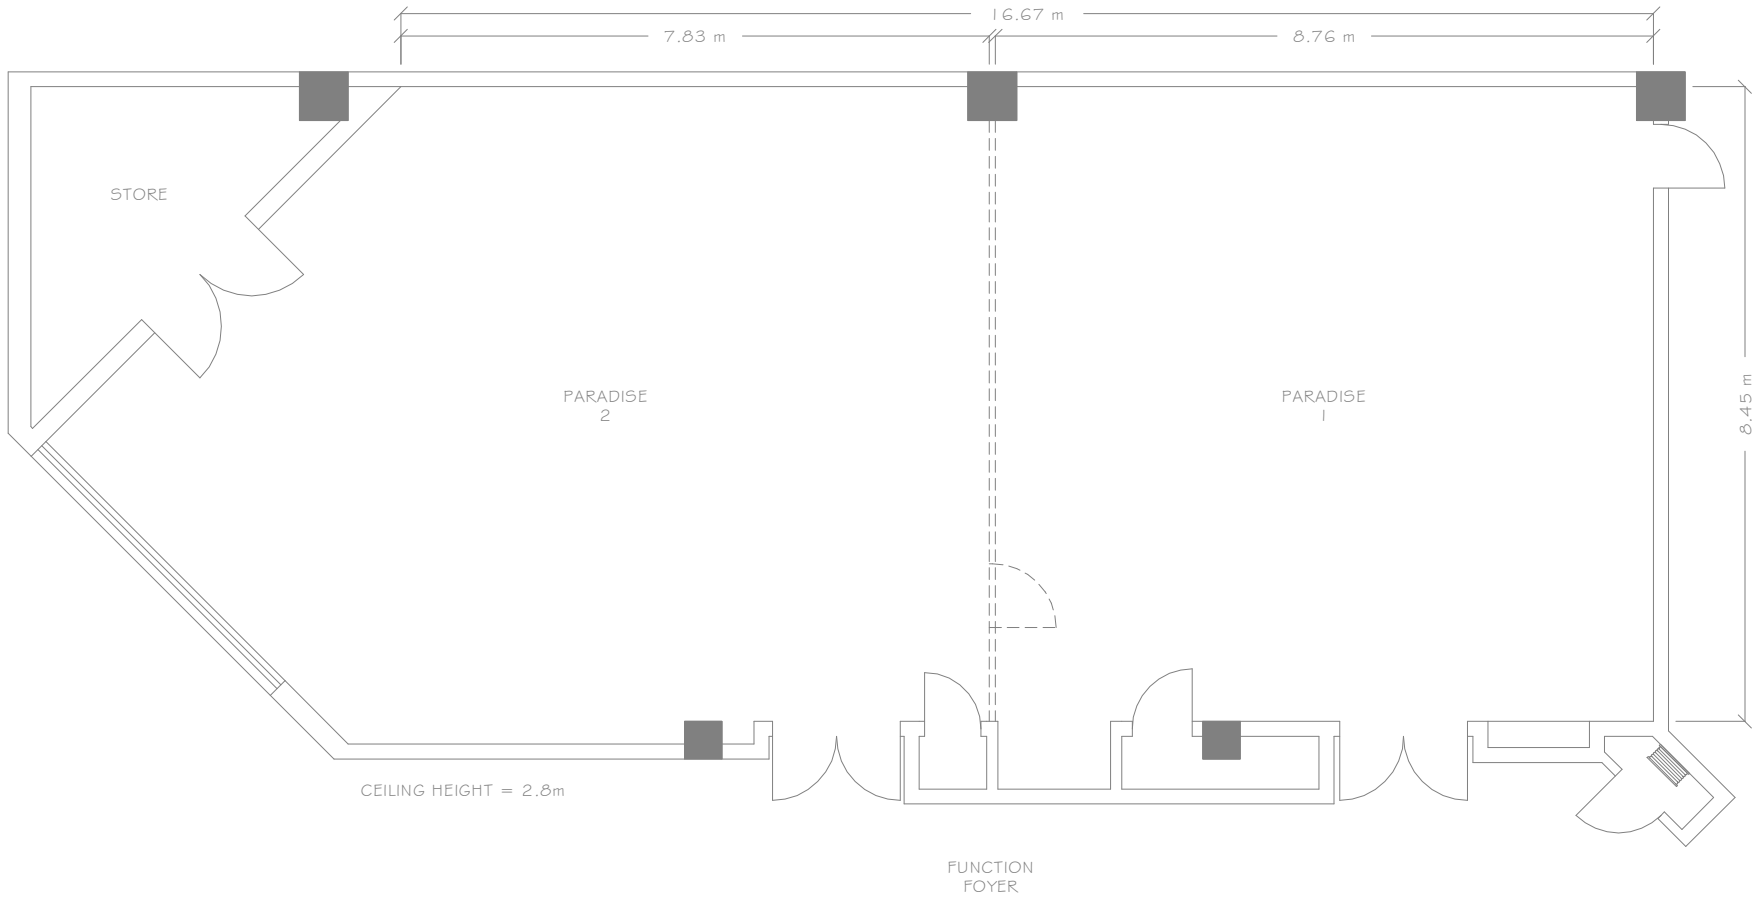 16.67 m
7.83 m
8.76 m
STORE
PARADISE
2
PARADISE
1
8.45 m
CEILING HEIGHT = 2.8m
FUNCTION
FOYER